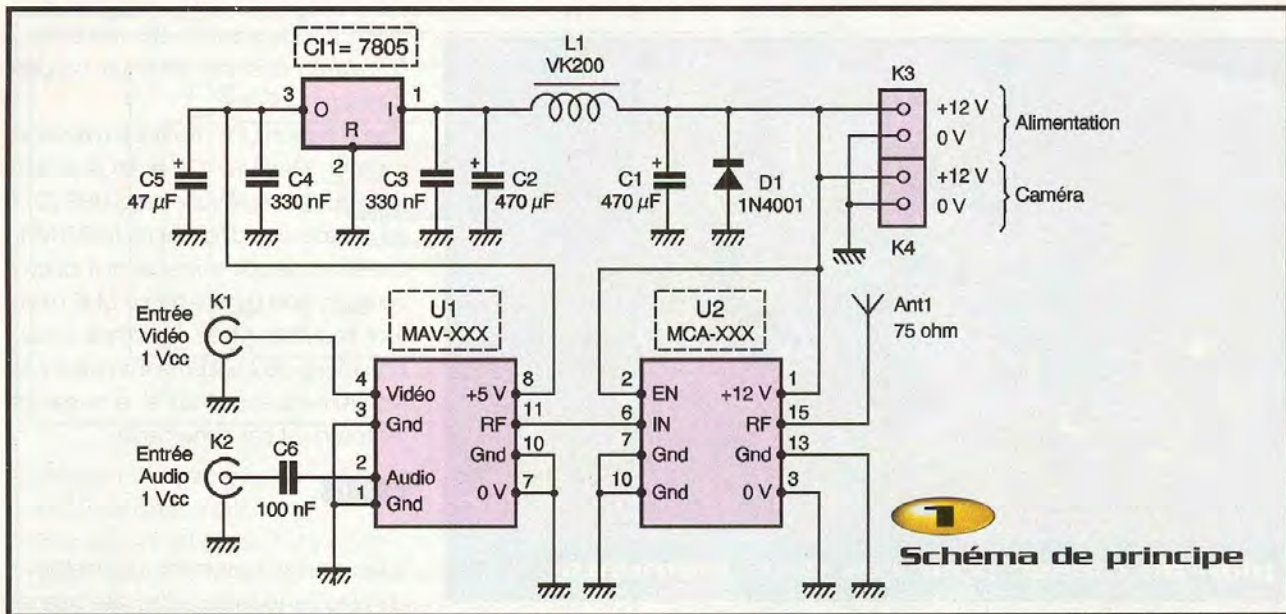 CI1= 7805
L1
VK200
3
O
I
1
R
2
K3
+12 V
0 V
Alimentation
+12 V
0 V
Caméra
K4
+
C5
47 µF
C4
330 nF
C3
330 nF
+
C2
470 µF
+
C1
470 µF
D1
1N4001
K1
Entrée
Vidéo
1 Vcc
K2
Entrée
Audio
1 Vcc
C6
100 nF
U1
MAV-XXX
4
Vidéo
3
Gnd
2
Audio
1
Gnd
+5 V
8
RF
11
Gnd
10
0 V
7
U2
MCA-XXX
2
EN
6
IN
7
Gnd
10
Gnd
+12 V
1
RF
15
Gnd
13
0 V
3
Ant1
75 ohm
1
Schéma de principe